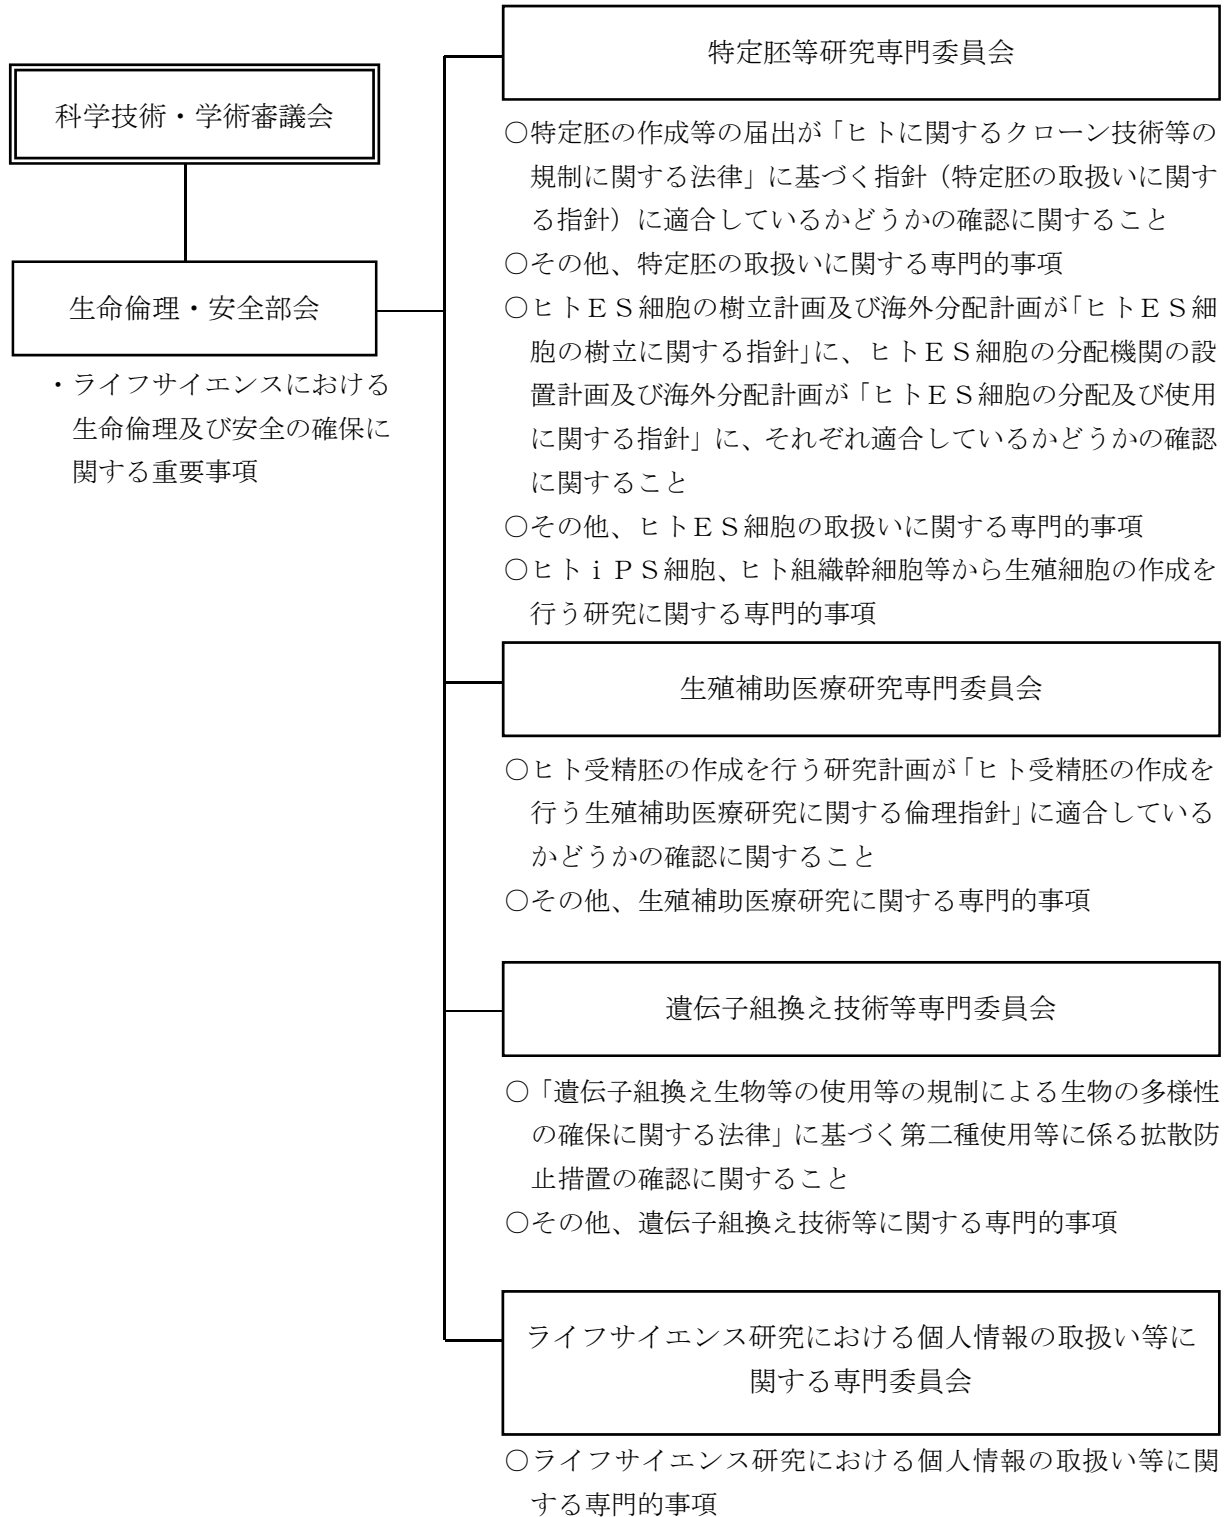 科学技術・学術審議会
生命倫理・安全部会
・ライフサイエンスにおける
生命倫理及び安全の確保に
関する重要事項
特定胚等研究専門委員会
○特定胚の作成等の届出が「ヒトに関するクローン技術等の
規制に関する法律」に基づく指針（特定胚の取扱いに関す
る指針）に適合しているかどうかの確認に関すること
○その他、特定胚の取扱いに関する専門的事項
○ヒトＥＳ細胞の樹立計画及び海外分配計画が「ヒトＥＳ細
胞の樹立に関する指針」に、ヒトＥＳ細胞の分配機関の設
置計画及び海外分配計画が「ヒトＥＳ細胞の分配及び使用
に関する指針」に、それぞれ適合しているかどうかの確認
に関すること
○その他、ヒトＥＳ細胞の取扱いに関する専門的事項
○ヒトｉＰＳ細胞、ヒト組織幹細胞等から生殖細胞の作成を
行う研究に関する専門的事項
生殖補助医療研究専門委員会
○ヒト受精胚の作成を行う研究計画が「ヒト受精胚の作成を
行う生殖補助医療研究に関する倫理指針」に適合している
かどうかの確認に関すること
○その他、生殖補助医療研究に関する専門的事項
遺伝子組換え技術等専門委員会
○「遺伝子組換え生物等の使用等の規制による生物の多様性
の確保に関する法律」に基づく第二種使用等に係る拡散防
止措置の確認に関すること
○その他、遺伝子組換え技術等に関する専門的事項
ライフサイエンス研究における個人情報の取扱い等に
関する専門委員会
○ライフサイエンス研究における個人情報の取扱い等に関
する専門的事項